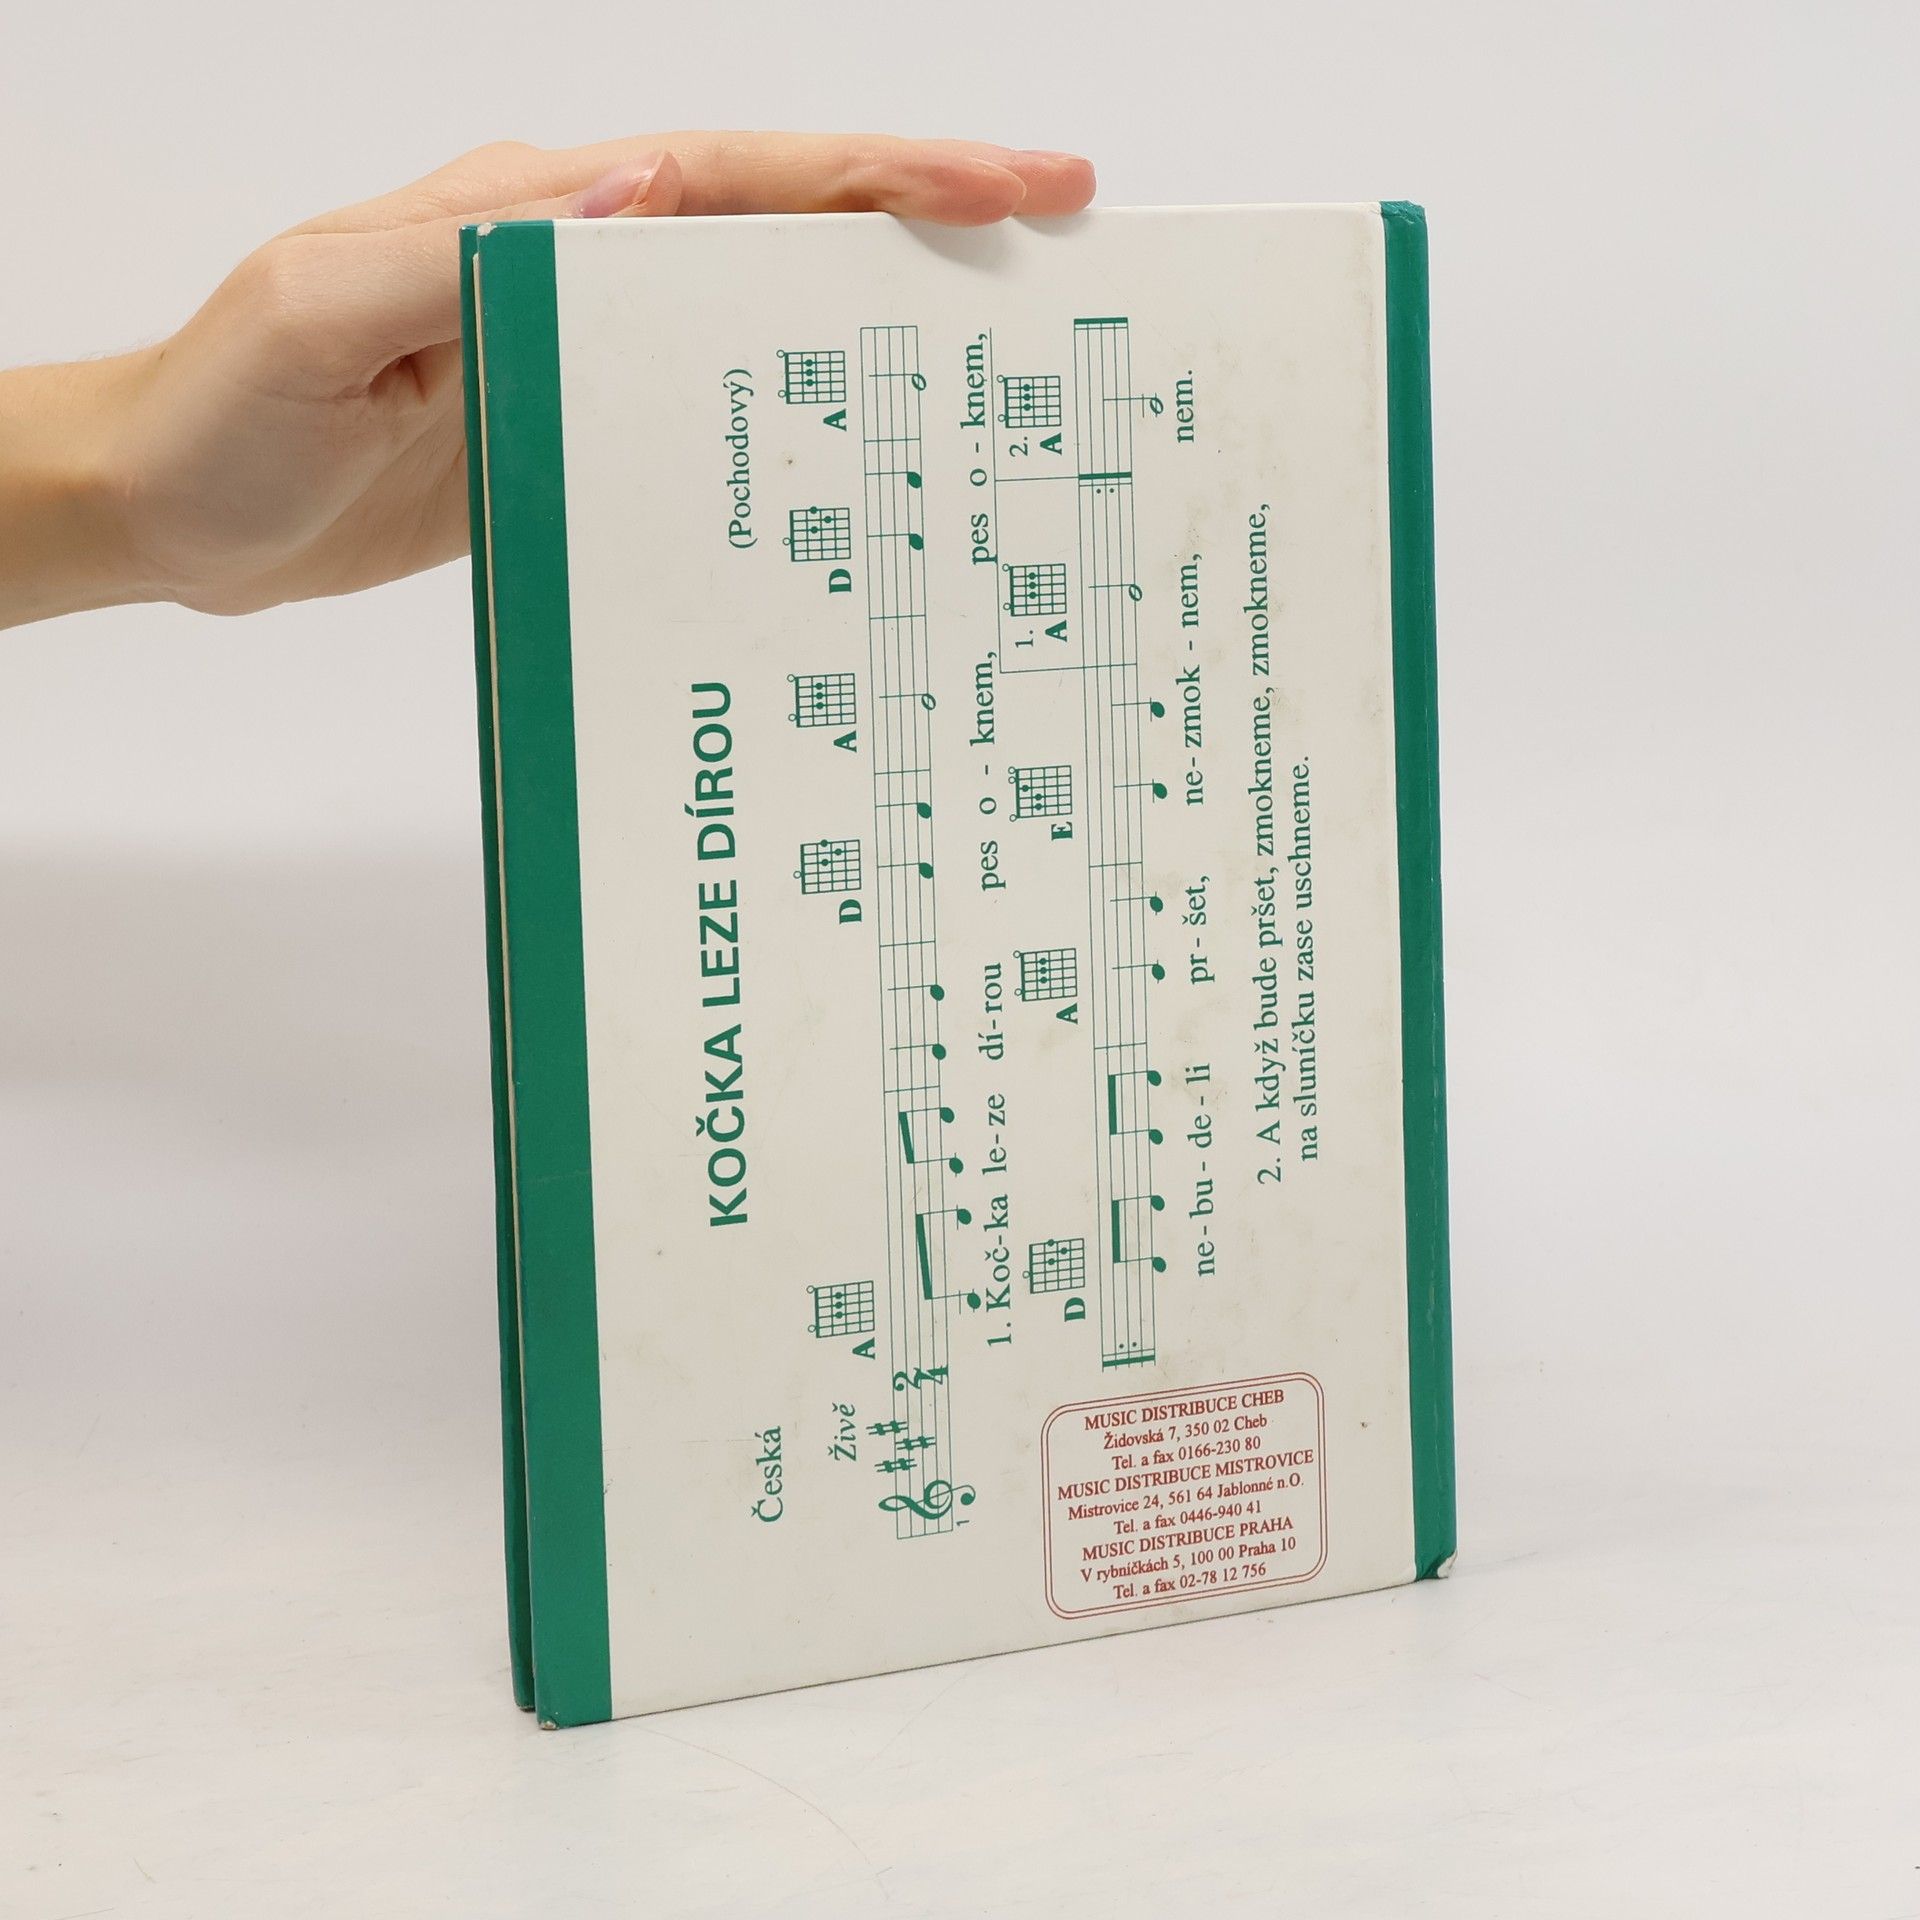 KOČKA LEZE DÍROU
Česká
(Pochodový)
Živě
A D A D A
2
4
1
1. Koč-ka le-ze dí-rou pes o - knem, pes o - knem,
1. 2.
D A E A A
ne - bu - de - li pr - šet, ne - zmok - nem, nem.
2. A když bude pršet, zmokneme, zmokneme,
na sluníčku zase uschneme.
MUSIC DISTRIBUCE CHEB
Židovská 7, 350 02 Cheb
Tel. a fax 0166-230 80
MUSIC DISTRIBUCE MISTROVICE
Mistrovice 24, 561 64 Jablonné n.O.
Tel. a fax 0446-940 41
MUSIC DISTRIBUCE PRAHA
V rybníčkách 5, 100 00 Praha 10
Tel. a fax 02-78 12 756